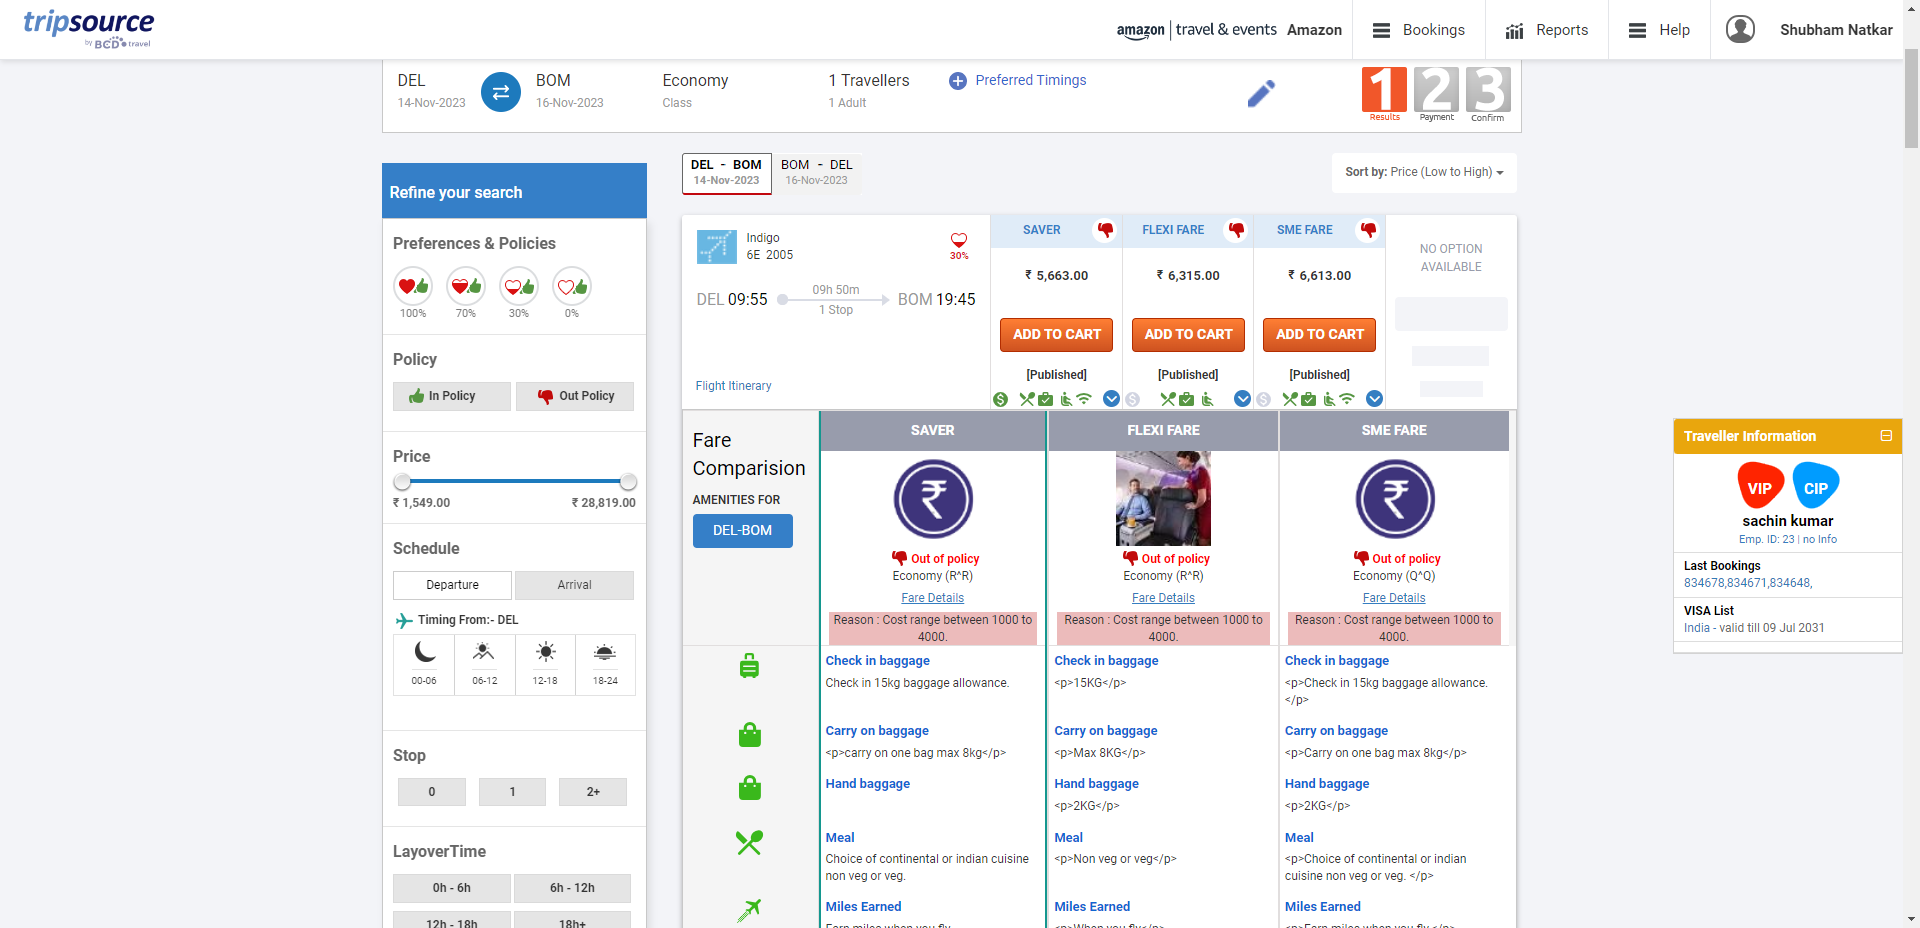 tripsource
by BCD travel
amazon | travel & events Amazon
Bookings
Reports
Help
Shubham Natkar
DEL
14-Nov-2023
BOM
16-Nov-2023
Economy
Class
1 Travellers
1 Adult
Preferred Timings
1 2 3
Results Payment Confirm
Refine your search
Preferences & Policies
100% 70% 30% 0%
Policy
In Policy Out Policy
Price
₹ 1,549.00 ₹ 28,819.00
Schedule
Departure Arrival
Timing From:- DEL
00-06 06-12 12-18 18-24
Stop
0 1 2+
LayoverTime
0h - 6h 6h - 12h
12h - 18h 18h+
DEL - BOM
14-Nov-2023
BOM - DEL
16-Nov-2023
Sort by: Price (Low to High)
Indigo
6E 2005
30%
DEL 09:55
09h 50m
1 Stop
BOM 19:45
Flight Itinerary
SAVER
₹ 5,663.00
ADD TO CART
[Published]
FLEXI FARE
₹ 6,315.00
ADD TO CART
[Published]
SME FARE
₹ 6,613.00
ADD TO CART
[Published]
NO OPTION
AVAILABLE
Fare
Comparision
AMENITIES FOR
DEL-BOM
SAVER
₹
Out of policy
Economy (R^R)
Fare Details
Reason : Cost range between 1000 to
4000.
Check in baggage
Check in 15kg baggage allowance.
Carry on baggage
<p>carry on one bag max 8kg</p>
Hand baggage
Meal
Choice of continental or indian cuisine
non veg or veg.
Miles Earned
Earn miles when you fly
FLEXI FARE
Out of policy
Economy (R^R)
Fare Details
Reason : Cost range between 1000 to
4000.
Check in baggage
<p>15KG</p>
Carry on baggage
<p>Max 8KG</p>
Hand baggage
<p>2KG</p>
Meal
<p>Non veg or veg</p>
Miles Earned
<p>When you fly</p>
SME FARE
₹
Out of policy
Economy (Q^Q)
Fare Details
Reason : Cost range between 1000 to
4000.
Check in baggage
<p>Check in 15kg baggage allowance.
</p>
Carry on baggage
<p>Carry on one bag max 8kg</p>
Hand baggage
<p>2KG</p>
Meal
<p>Choice of continental or indian
cuisine non veg or veg. </p>
Miles Earned
<p>Earn miles when you fly </p>
Traveller Information
VIP CIP
sachin kumar
Emp. ID: 23 | no Info
Last Bookings
834678,834671,834648,
VISA List
India - valid till 09 Jul 2031